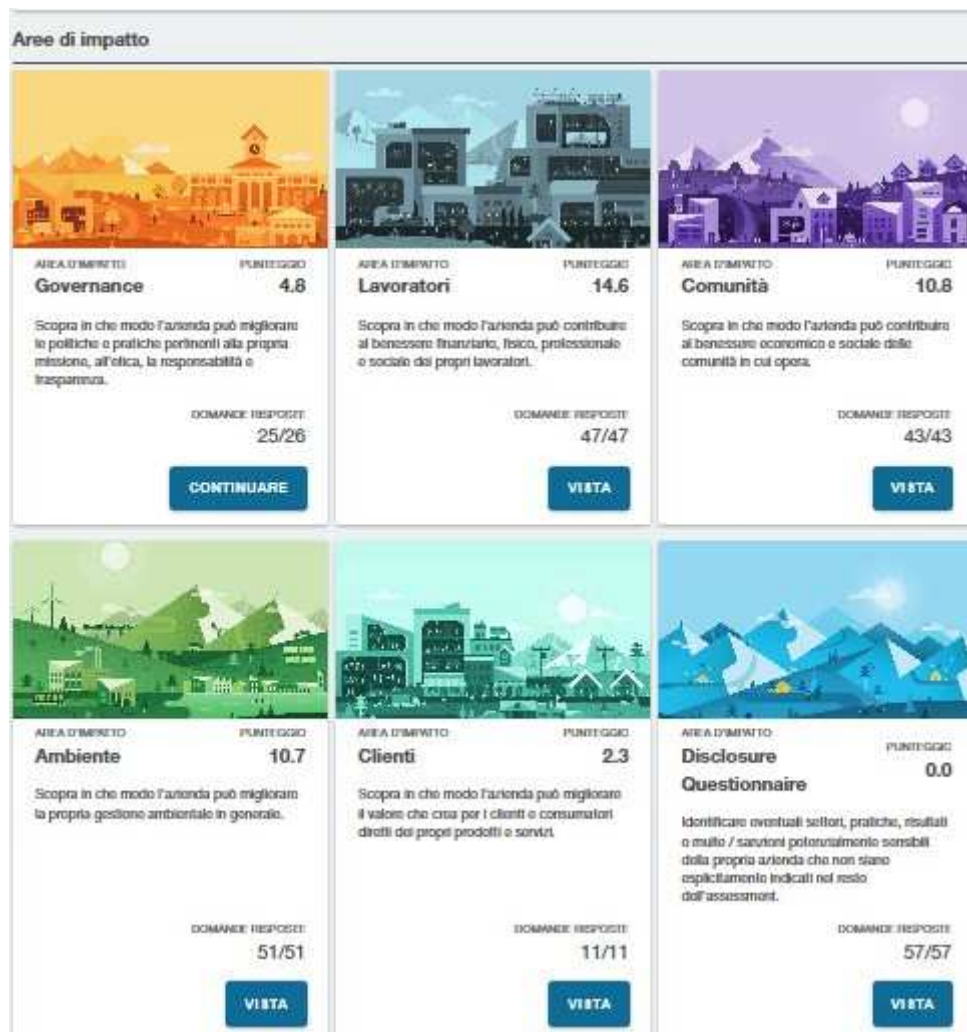 Aree di impatto
AREA D'IMPATTO PUNTEGGIO
Governance 4.8
Scopra in che modo l'azienda può migliorare
le politiche e pratiche pertinenti alla propria
missione, all'etica, la responsabilità e
trasparenza.
DOMANDE RISPOSTE
25/26
CONTINUARE
AREA D'IMPATTO PUNTEGGIO
Lavoratori 14.6
Scopra in che modo l'azienda può contribuire
al benessere finanziario, fisico, professionale
e sociale dei propri lavoratori.
DOMANDE RISPOSTE
47/47
VISTA
AREA D'IMPATTO PUNTEGGIO
Comunità 10.8
Scopra in che modo l'azienda può contribuire
al benessere economico e sociale delle
comunità in cui opera.
DOMANDE RISPOSTE
43/43
VISTA
AREA D'IMPATTO PUNTEGGIO
Ambiente 10.7
Scopra in che modo l'azienda può migliorare
la propria gestione ambientale in generale.
DOMANDE RISPOSTE
51/51
VISTA
AREA D'IMPATTO PUNTEGGIO
Clienti 2.3
Scopra in che modo l'azienda può migliorare
il valore che crea per i clienti e consumatori
diretti dei propri prodotti e servizi.
DOMANDE RISPOSTE
11/11
VISTA
AREA D'IMPATTO PUNTEGGIO
Disclosure 0.0
Questionnaire
Identificare eventuali settori, pratiche, risultati
o multe / sanzioni potenzialmente sensibili
della propria azienda che non siano
esplicitamente indicati nel resto
dell'assessment.
DOMANDE RISPOSTE
57/57
VISTA